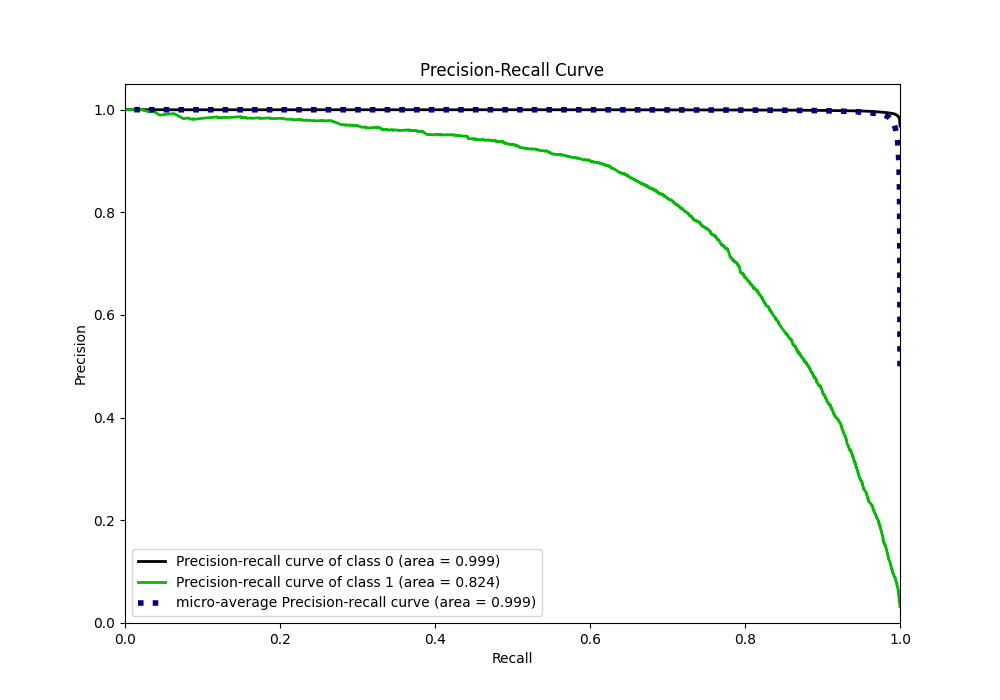 Precision-Recall Curve
1.0
0.8
0.6
0.4
0.2
0.0
Precision
Precision-recall curve of class 0 (area = 0.999)
Precision-recall curve of class 1 (area = 0.824)
micro-average Precision-recall curve (area = 0.999)
0.0 0.2 0.4 0.6 0.8 1.0
Recall